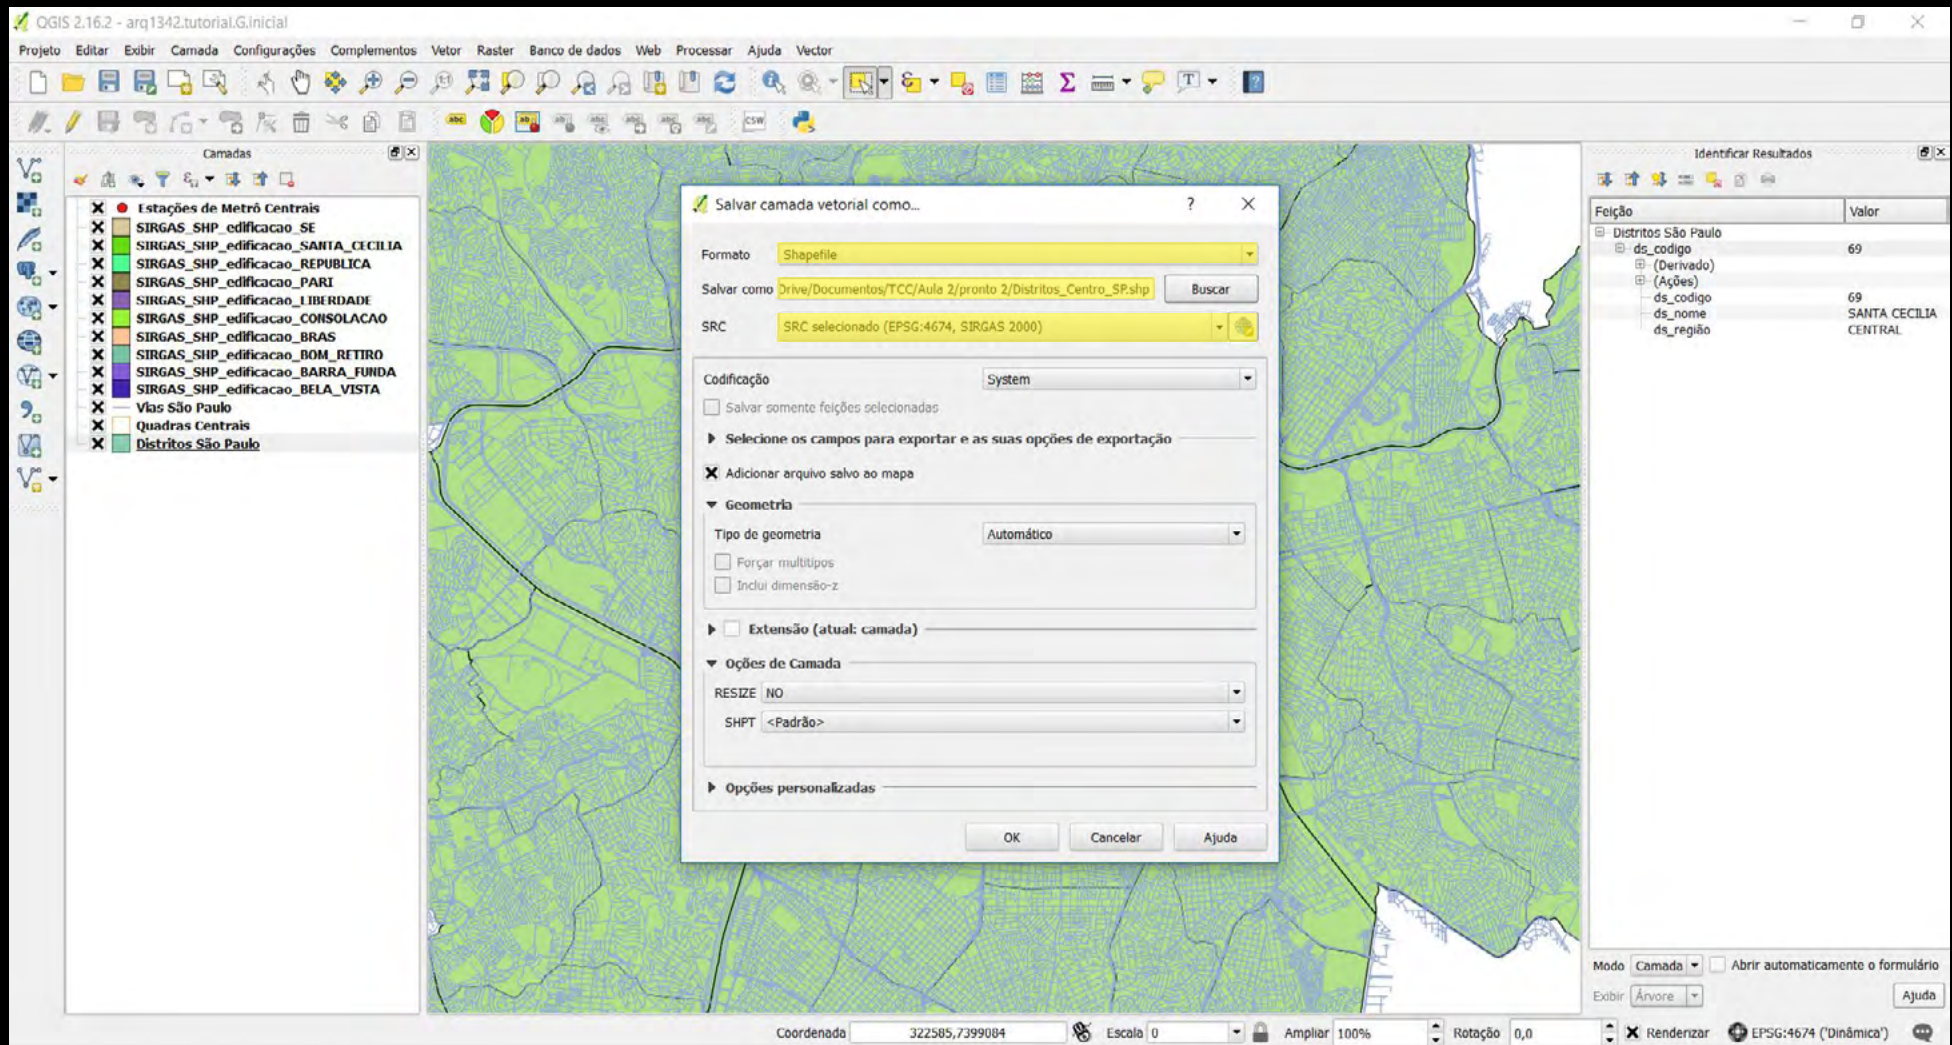 QGIS 2.16.2 - arq1342.tutorial.G.inicial
Projeto Editar Exibir Camada Configurações Complementos Vetor Raster Banco de dados Web Processar Ajuda Vector
Camadas
Estações de Metrô Centrais
SIRGAS_SHP_edificacao_SE
SIRGAS_SHP_edificacao_SANTA_CECILIA
SIRGAS_SHP_edificacao_REPUBLICA
SIRGAS_SHP_edificacao_PARI
SIRGAS_SHP_edificacao_LIBERDADE
SIRGAS_SHP_edificacao_CONSOLACAO
SIRGAS_SHP_edificacao_BRAS
SIRGAS_SHP_edificacao_BOM_RETIRO
SIRGAS_SHP_edificacao_BARRA_FUNDA
SIRGAS_SHP_edificacao_BELA_VISTA
Vias São Paulo
Quadras Centrais
Distritos São Paulo
Salvar camada vetorial como...
?
Formato Shapefile
Salvar como Drive/Documentos/TCC/Aula 2/pronto 2/Distritos_Centro_SP.shp Buscar
SRC SRC selecionado (EPSG:4674, SIRGAS 2000)
Codificação System
Salvar somente feições selecionadas
Selecione os campos para exportar e as suas opções de exportação
Adicionar arquivo salvo ao mapa
Geometria
Tipo de geometria Automático
Forçar multitipos
Inclui dimensão-z
Extensão (atual: camada)
Oções de Camada
RESIZE NO
SHPT <Padrão>
Opções personalizadas
OK Cancelar Ajuda
Identificar Resultados
Feição Valor
Distritos São Paulo
ds_codigo 69
(Derivado)
(Ações)
ds_codigo 69
ds_nome SANTA CECILIA
ds_região CENTRAL
Modo Camada Abrir automaticamente o formulário
Exibir Árvore Ajuda
Coordenada 322585,7399084 Escala 0 Ampliar 100% Rotação 0,0 Renderizar EPSG:4674 ('Dinâmica')